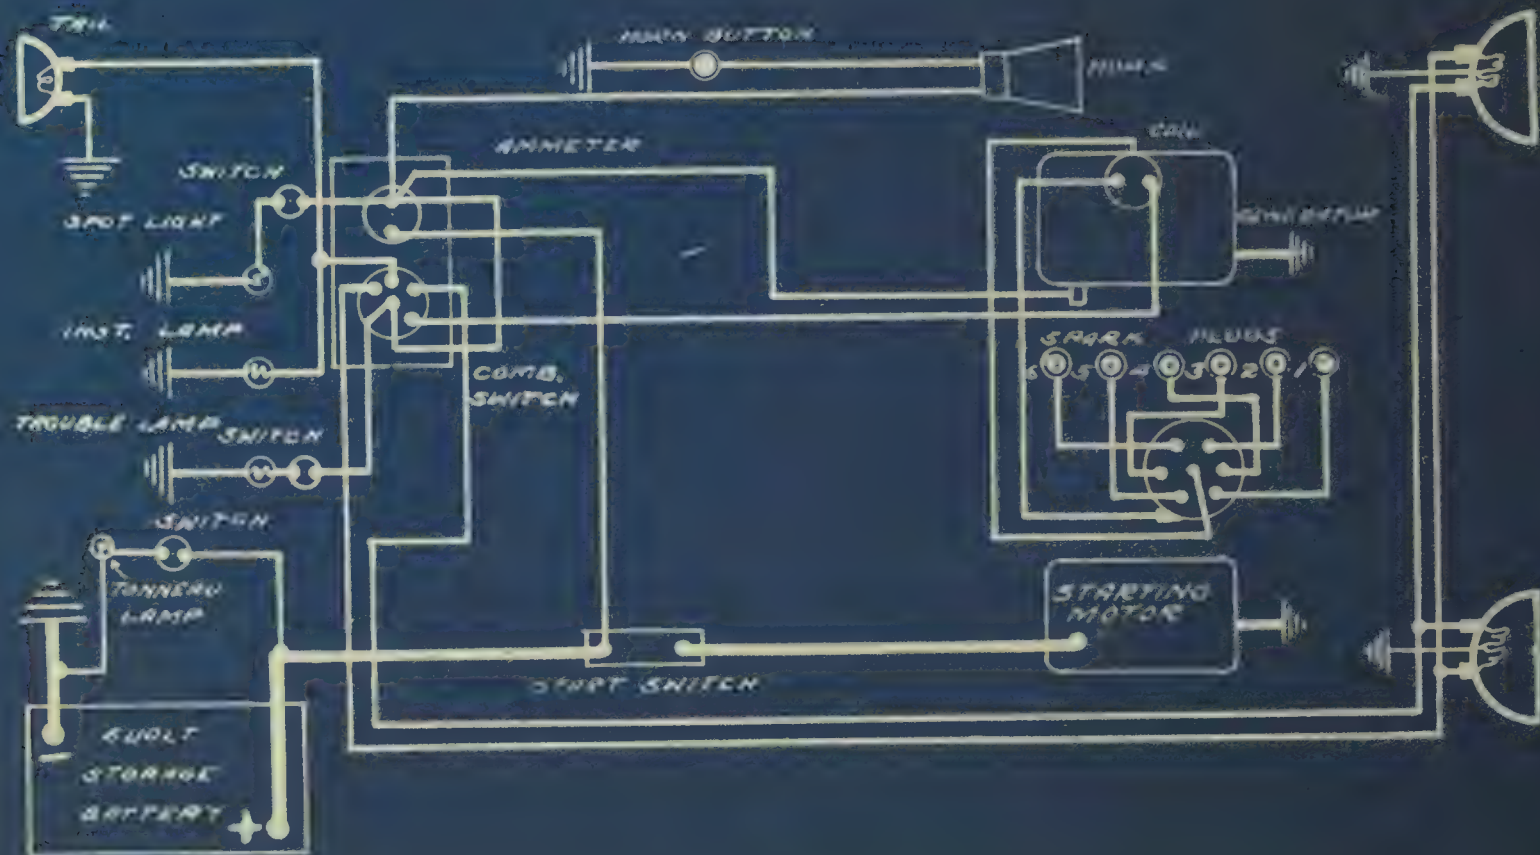 TAIL
HORN BUTTON
HORN
COIL
AMMETER
SWITCH
SPOT LIGHT
GENERATOR
INST. LAMP
SPARK PLUGS
6 5 4 3 2 1
COMB.
SWITCH
TROUBLE LAMP
SWITCH
SWITCH
TONNEAU
LAMP
STARTING
MOTOR
START SWITCH
6 VOLT
STORAGE
BATTERY
- +